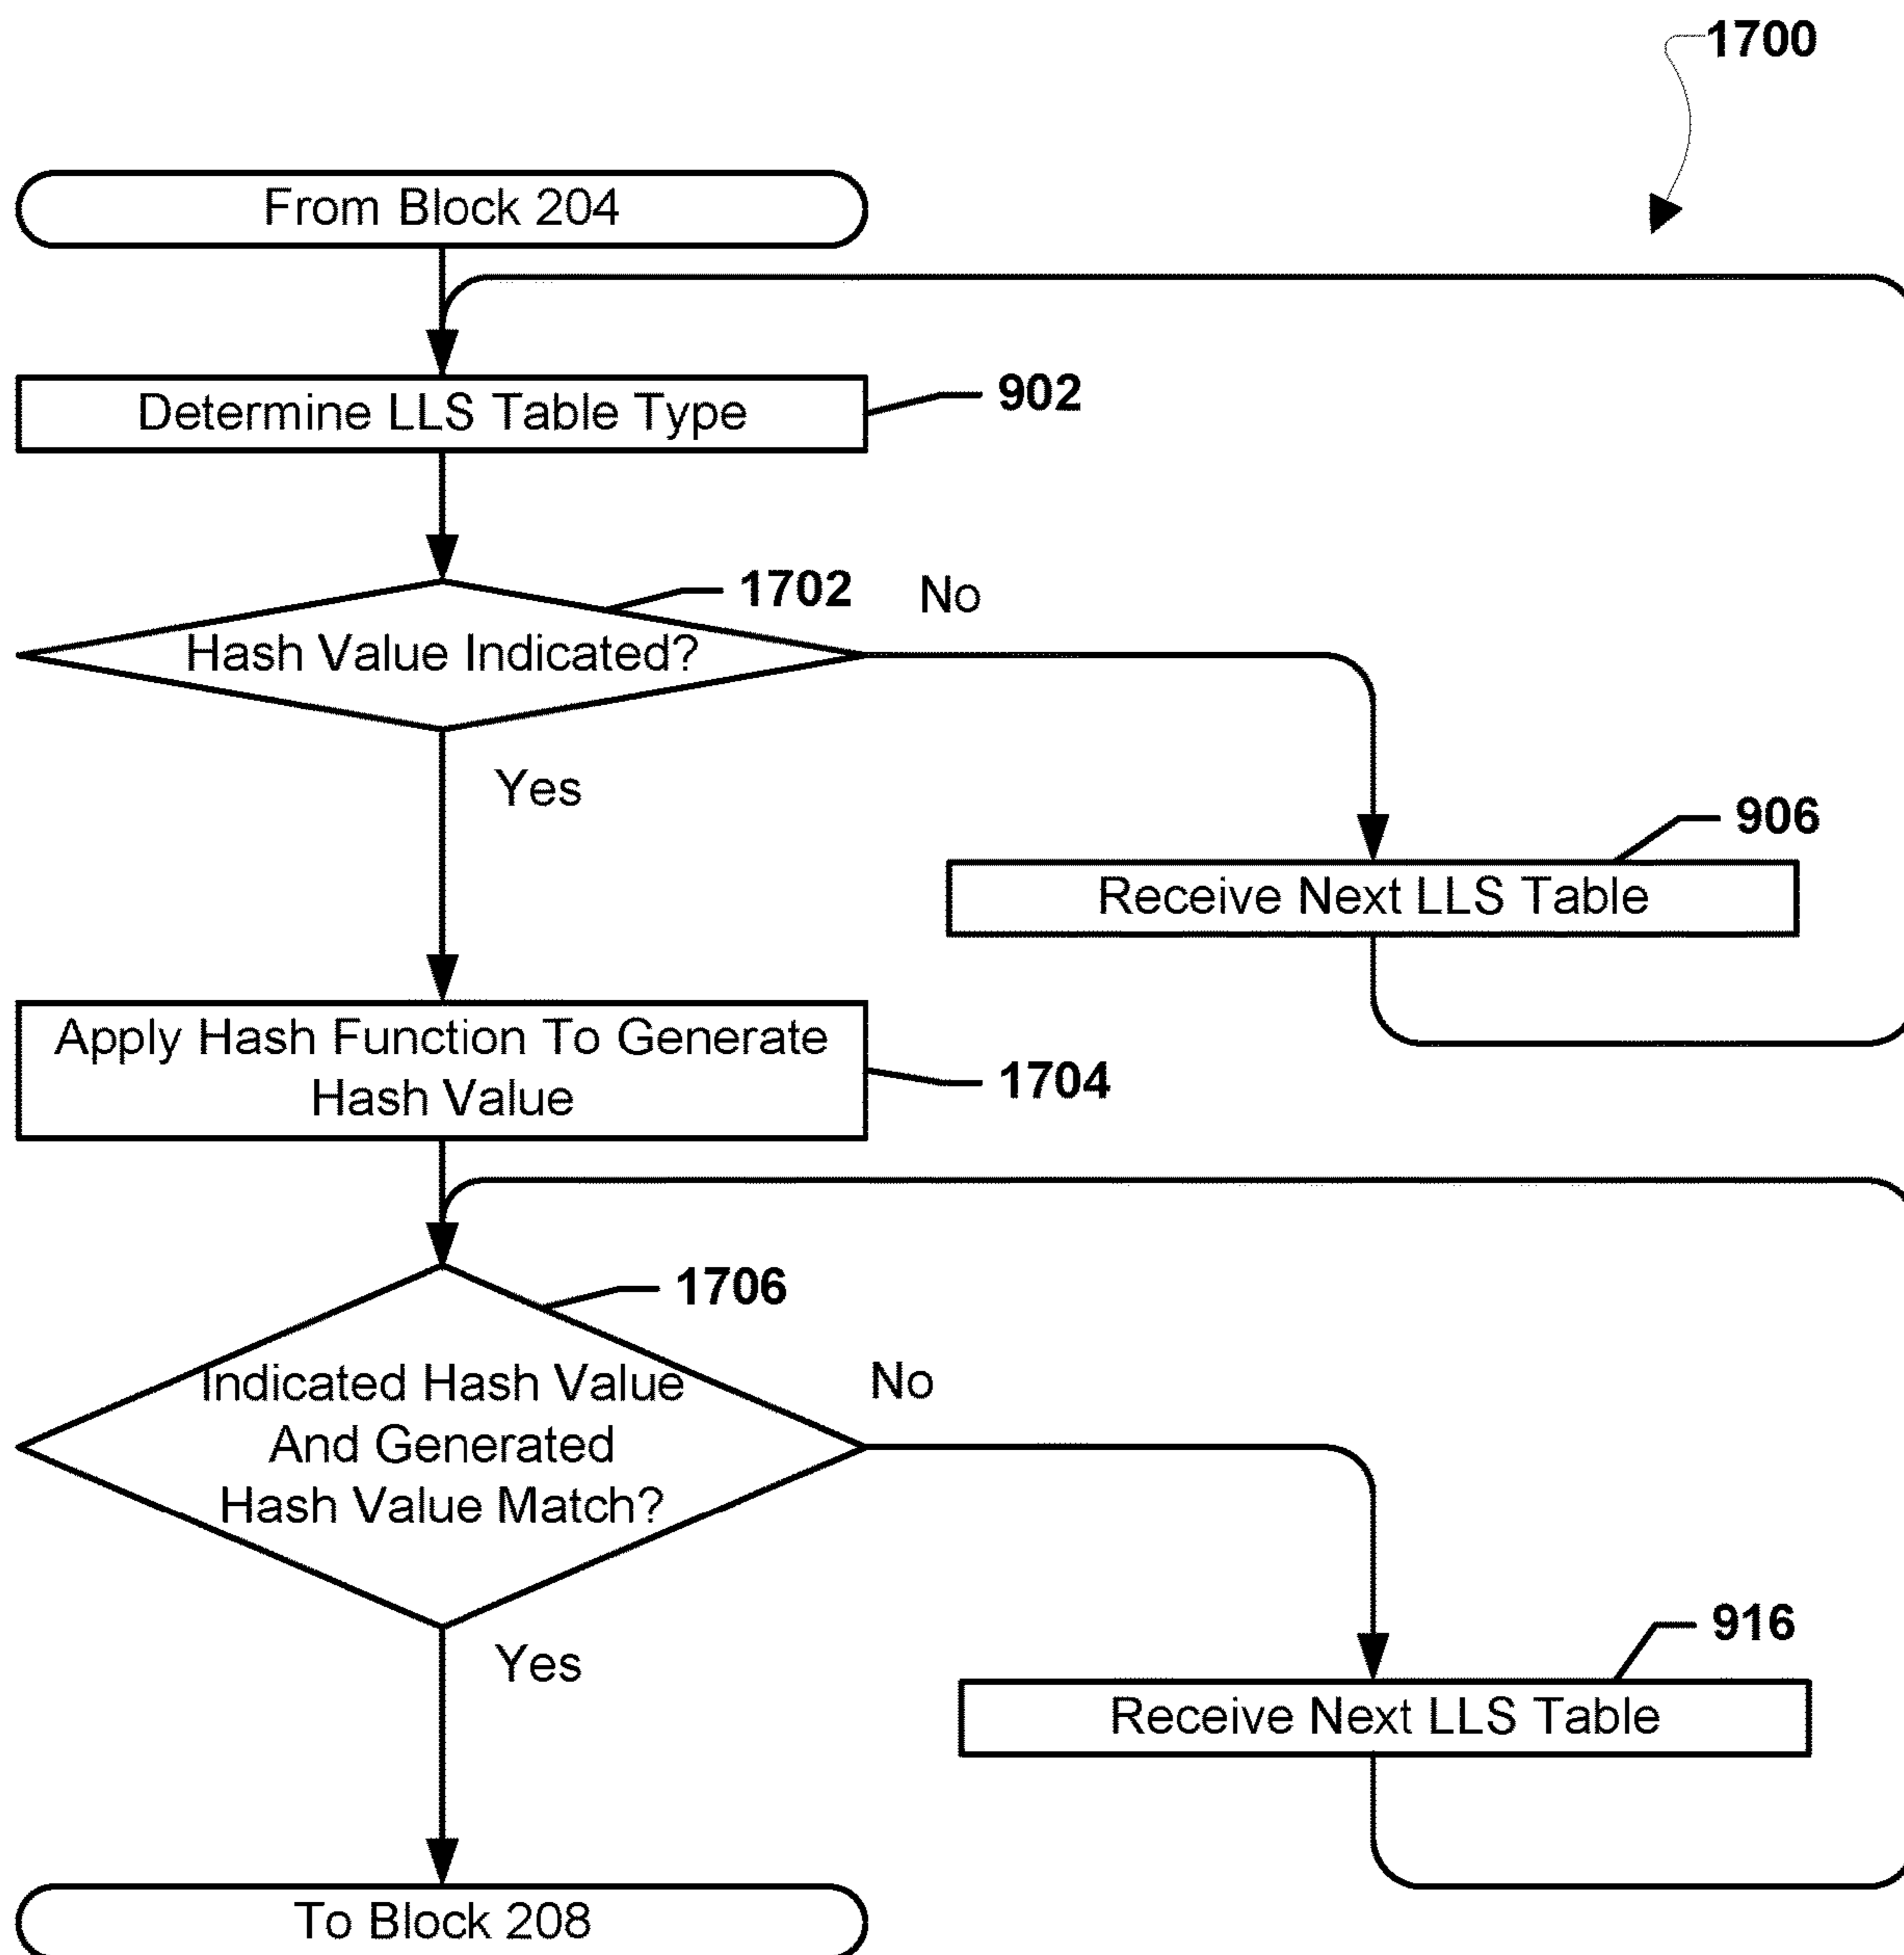 1700
From Block 204
Determine LLS Table Type
902
1702
No
Hash Value Indicated?
Yes
906
Receive Next LLS Table
Apply Hash Function To Generate
Hash Value
1704
1706
Indicated Hash Value
And Generated
Hash Value Match?
No
Yes
916
Receive Next LLS Table
To Block 208